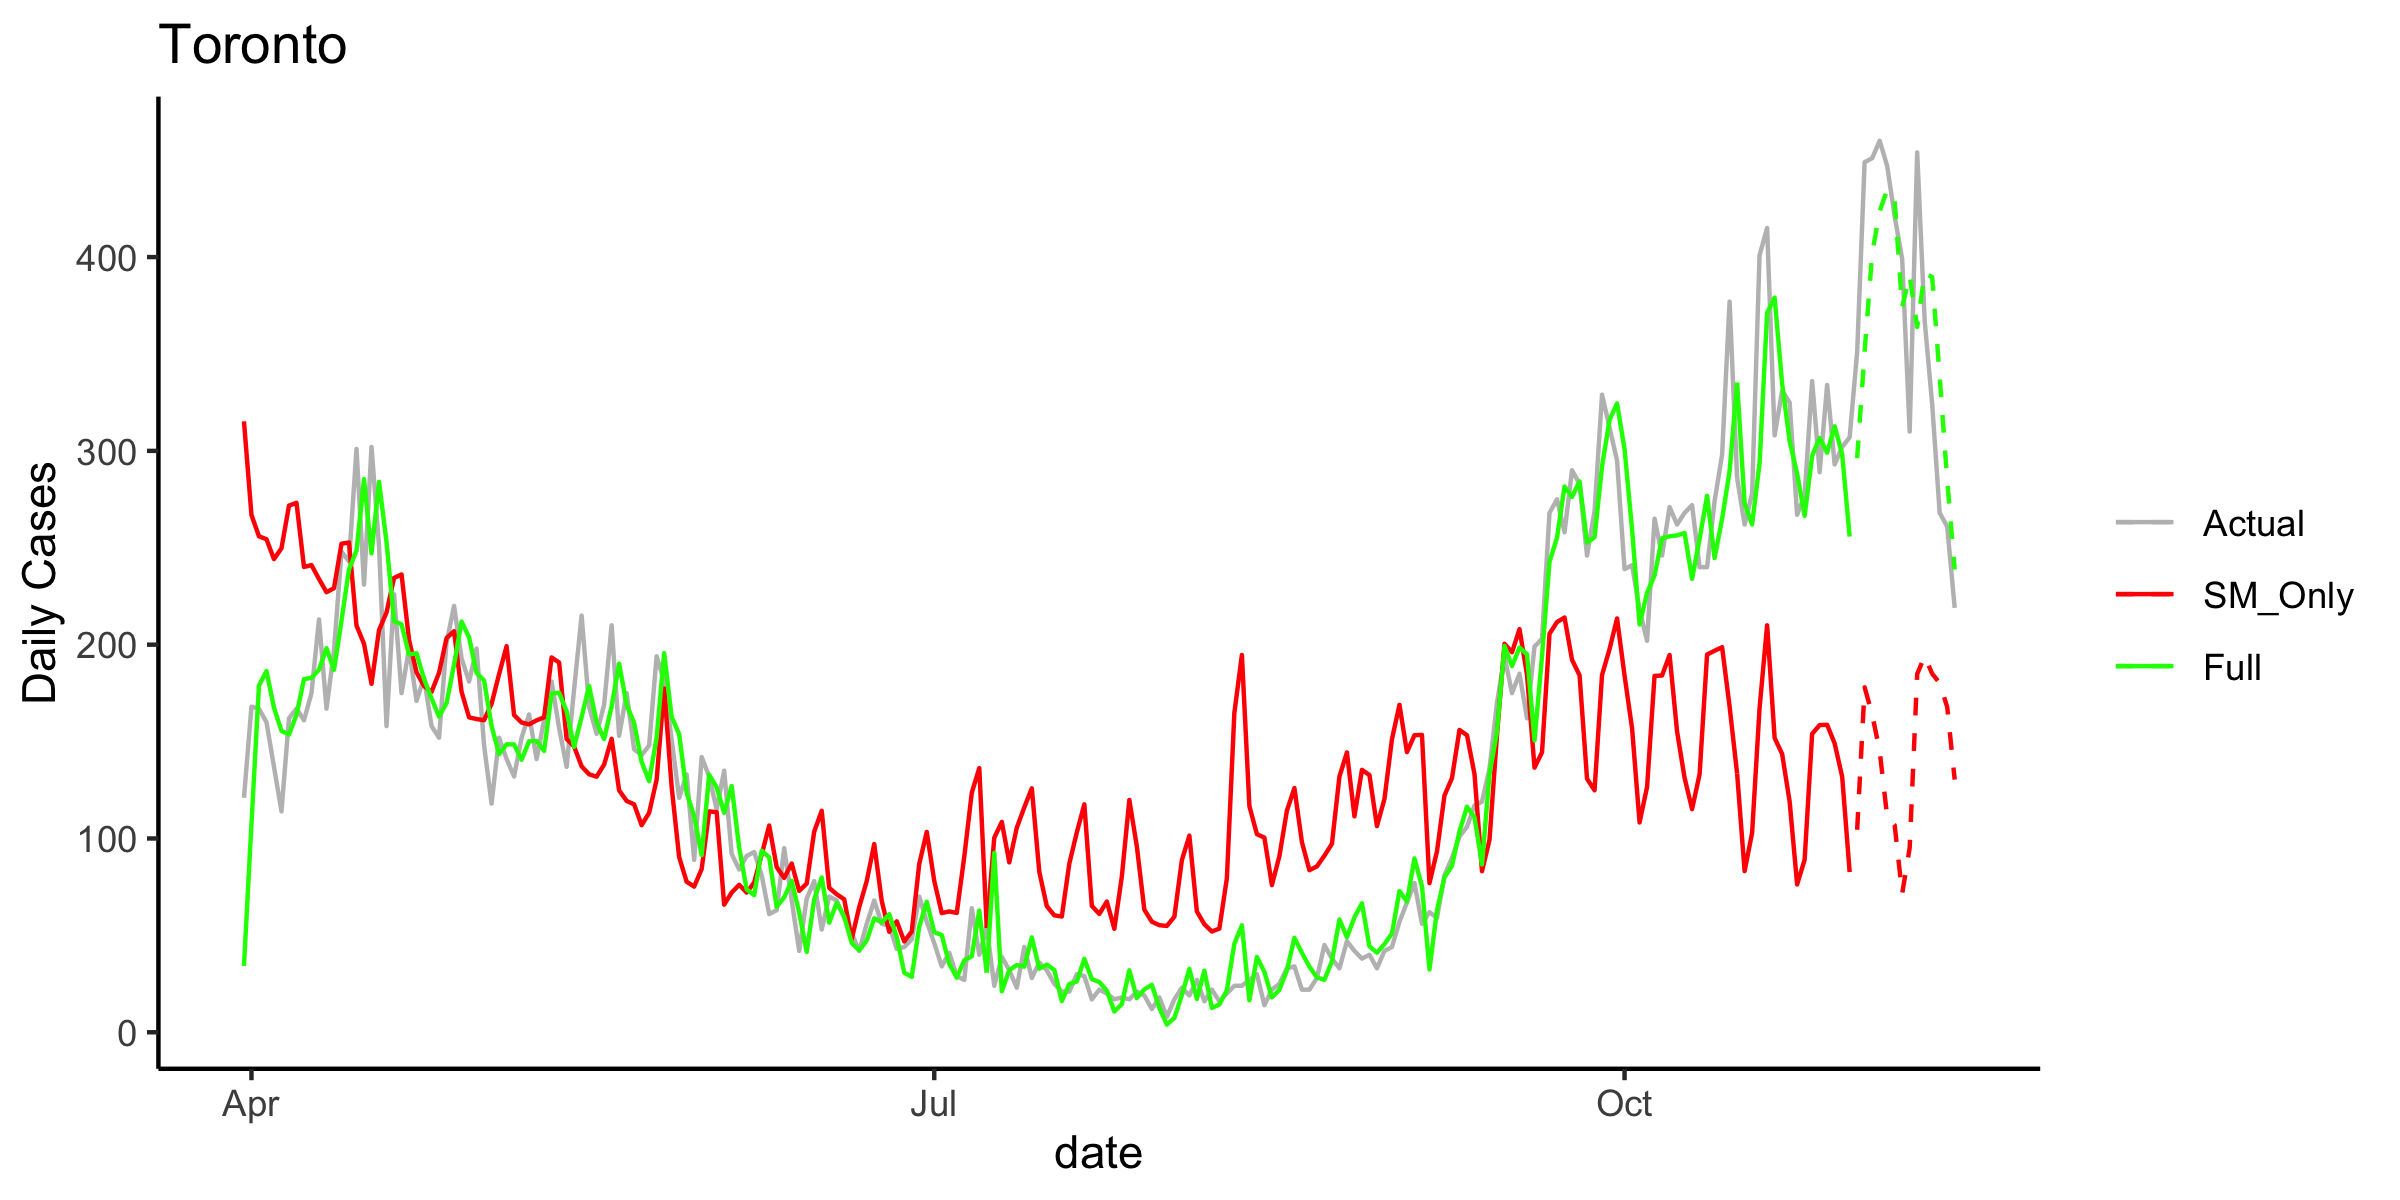 Toronto
Daily Cases
400
300
200
100
0
Apr
Jul
Oct
date
Actual
SM_Only
Full